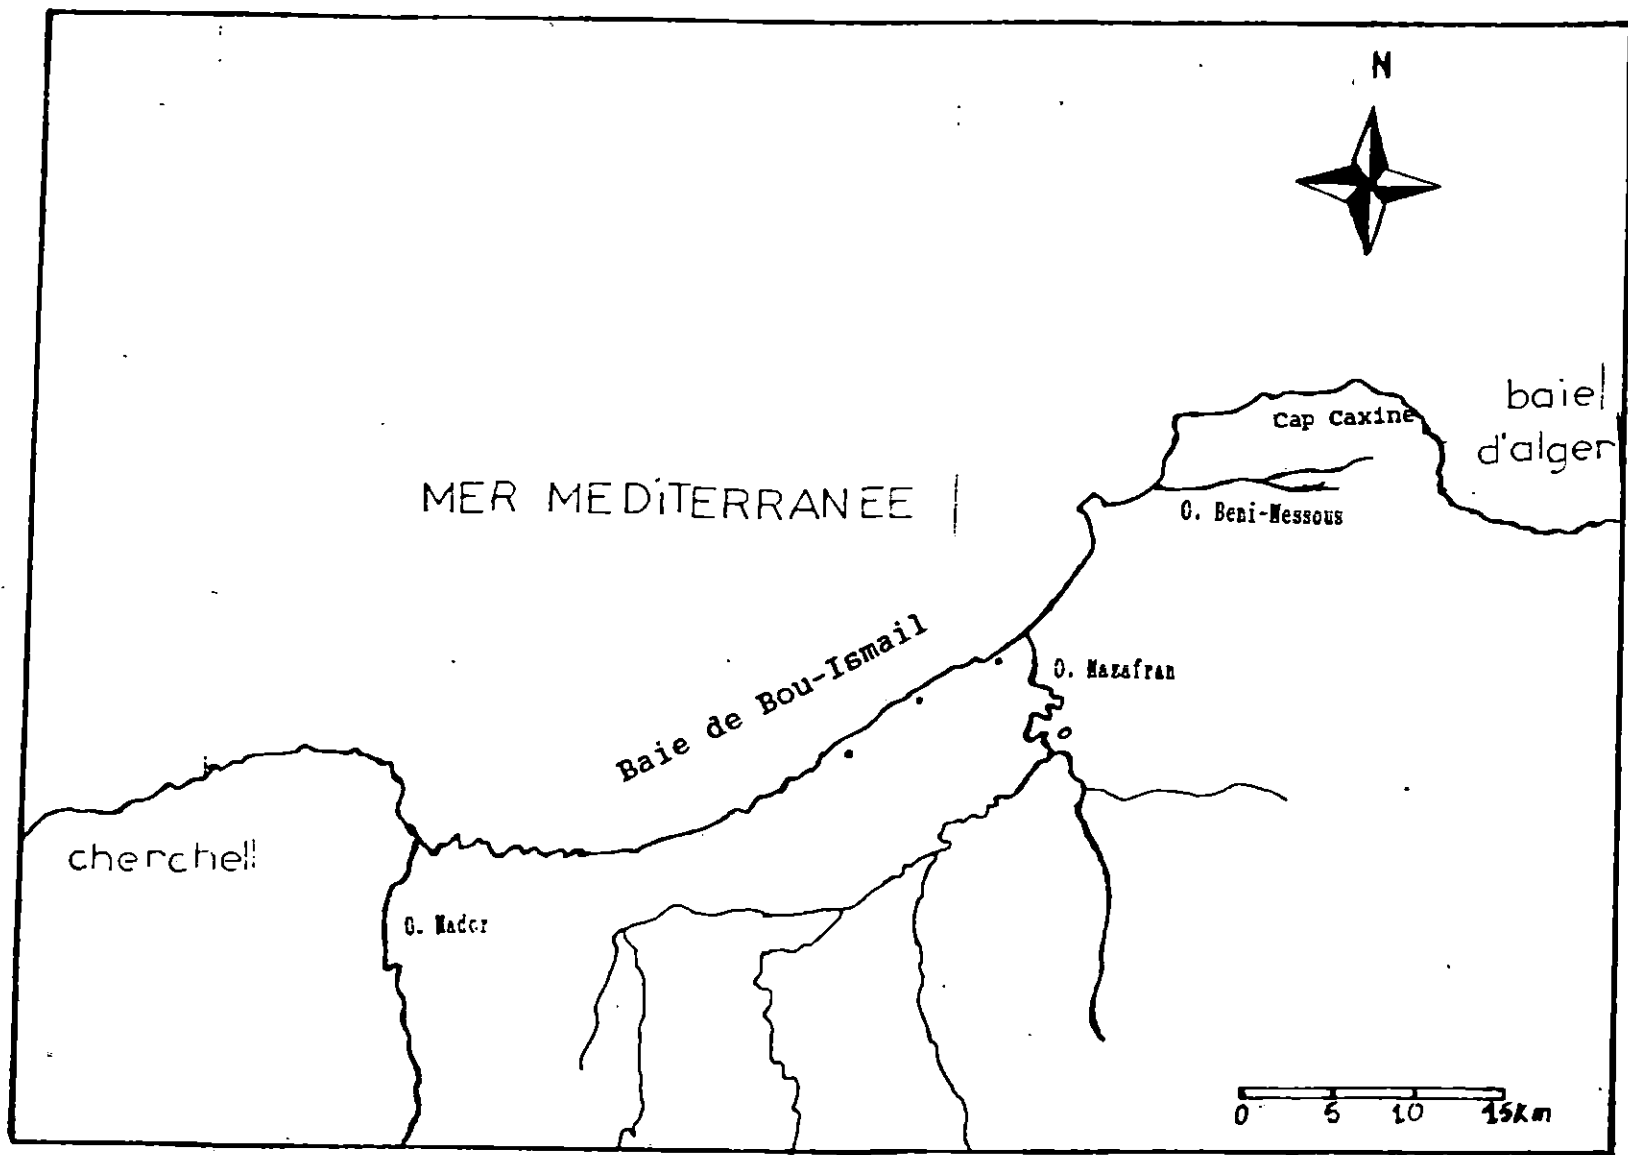 N
baie
d'alger
Cap Caxine
MER MEDiTERRANEE
O. Beni-Messous
Baie de Bou-Ismail
O. Mazafran
cherchell
O. Nador
0 5 10 15Km